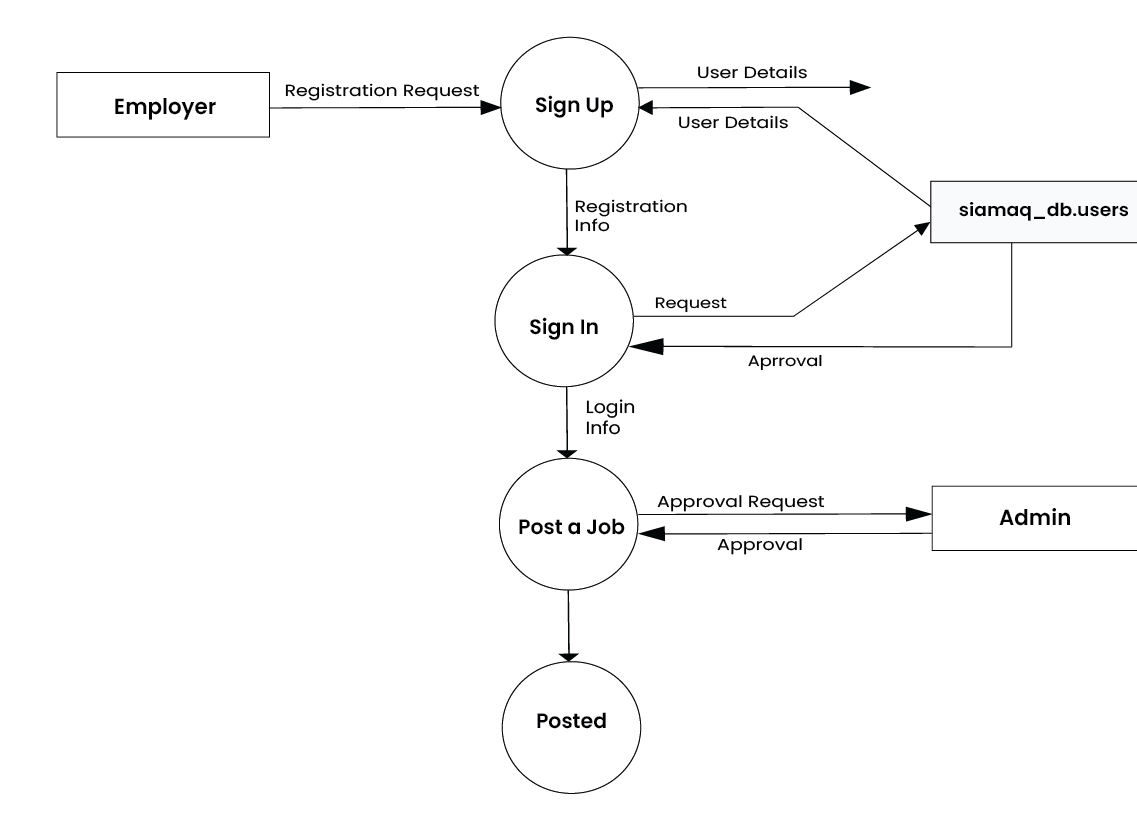 User Details
Registration Request
Employer
Sign Up
User Details
Registration
Info
siamaq_db.users
Request
Sign In
Aprroval
Login
Info
Approval Request
Post a Job
Admin
Approval
Posted